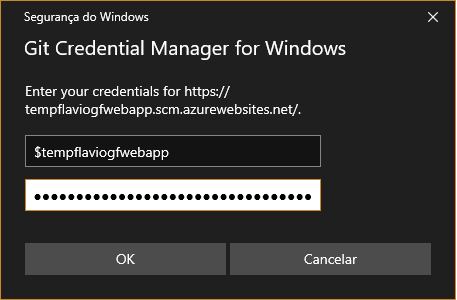 Segurança do Windows
Git Credential Manager for Windows
Enter your credentials for https://
tempflaviogfwebapp.scm.azurewebsites.net/.
$tempflaviogfwebapp
●●●●●●●●●●●●●●●●●●●●●●●●●●●●●●●●●
OK
Cancelar